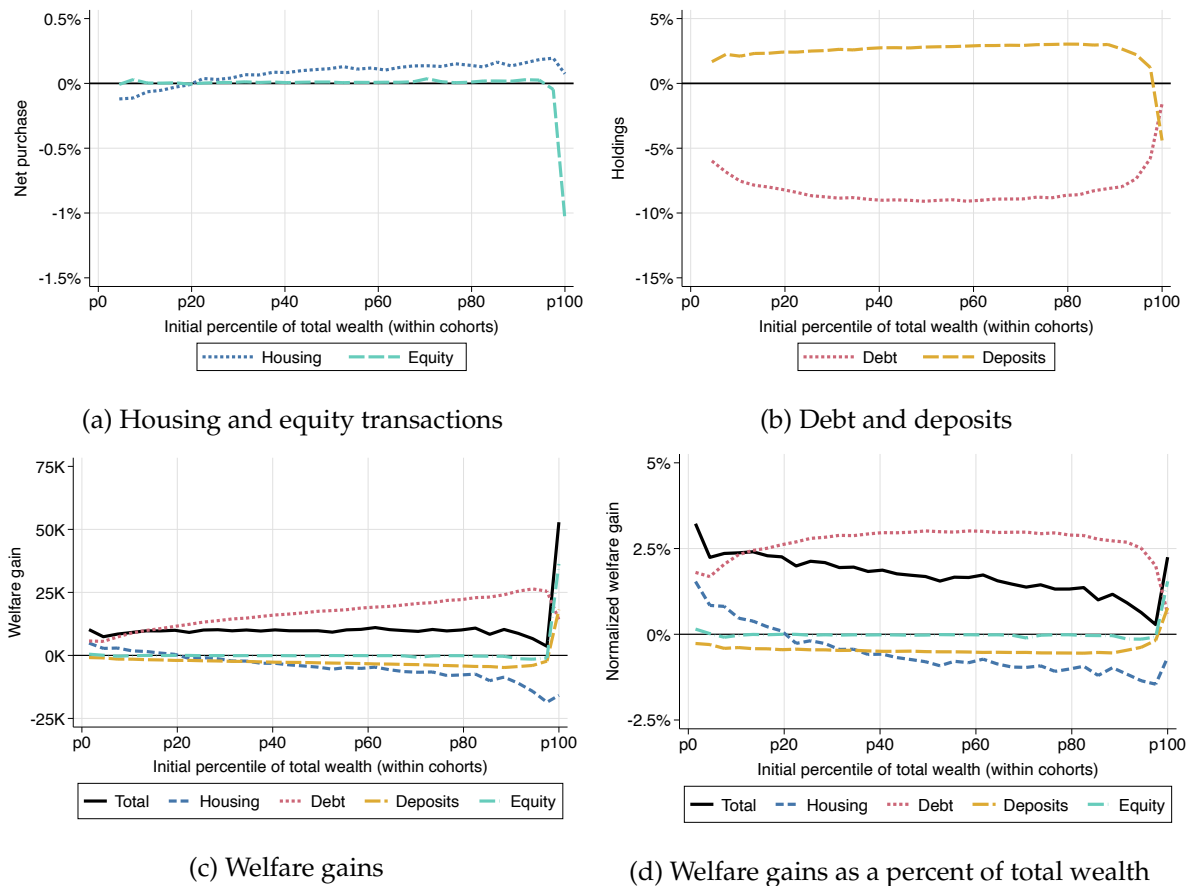 0.5%
0%
-0.5%
-1%
-1.5%
Net purchase
p0 p20 p40 p60 p80 p100
Initial percentile of total wealth (within cohorts)
Housing Equity
(a) Housing and equity transactions
5%
0%
-5%
-10%
-15%
Holdings
p0 p20 p40 p60 p80 p100
Initial percentile of total wealth (within cohorts)
Debt Deposits
(b) Debt and deposits
75K
50K
25K
0K
-25K
Welfare gain
p0 p20 p40 p60 p80 p100
Initial percentile of total wealth (within cohorts)
Total Housing Debt Deposits Equity
(c) Welfare gains
5%
2.5%
0%
-2.5%
Normalized welfare gain
p0 p20 p40 p60 p80 p100
Initial percentile of total wealth (within cohorts)
Total Housing Debt Deposits Equity
(d) Welfare gains as a percent of total wealth